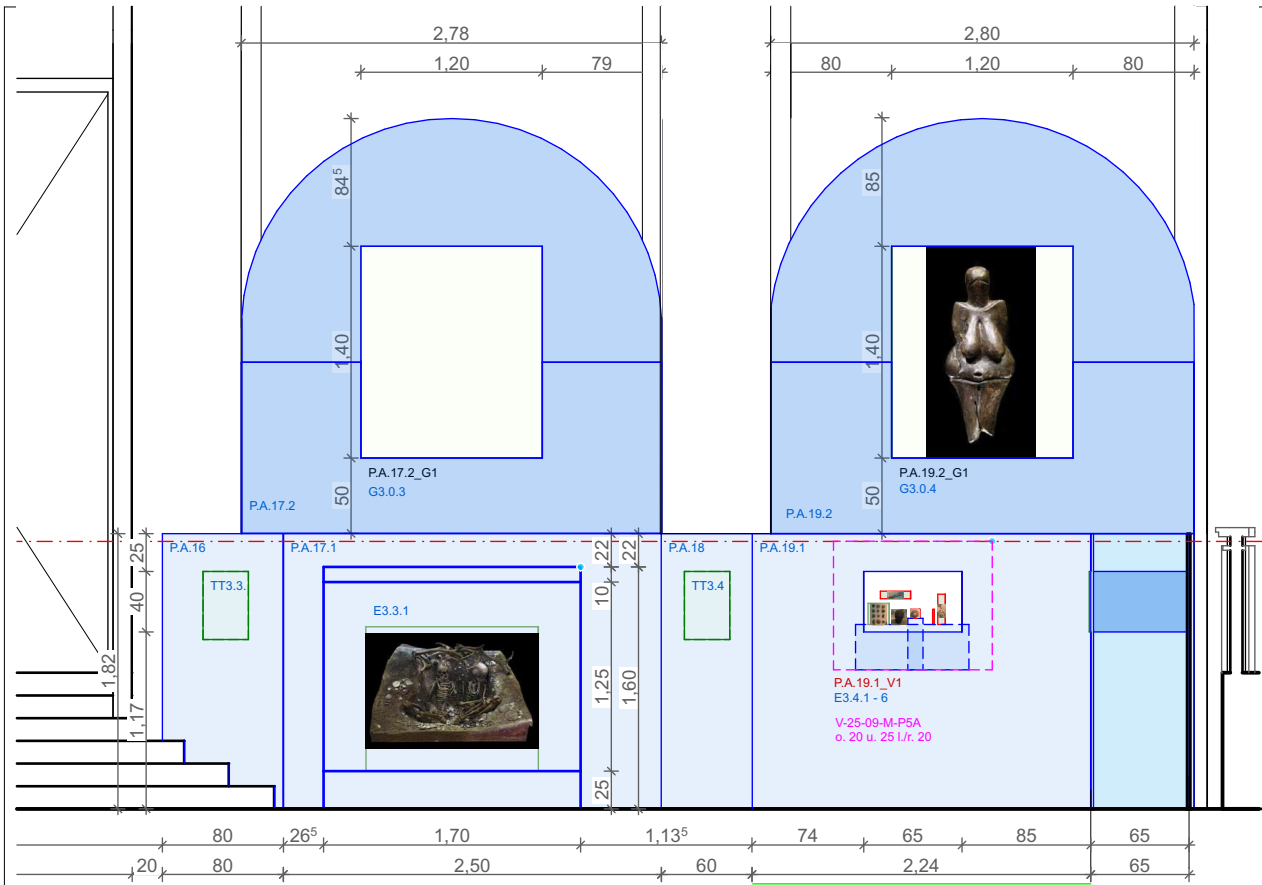 2,78
2,80
1,20
79
80
1,20
80
84⁵
85
1,40
1,40
50
50
P.A.17.2_G1
G3.0.3
P.A.19.2_G1
G3.0.4
P.A.17.2
P.A.19.2
P.A.16
P.A.17.1
P.A.18
P.A.19.1
25
22
22
TT3.3.
TT3.4
40
10
E3.3.1
1,82
1,17
1,25
1,60
25
P.A.19.1_V1
E3.4.1 - 6
V-25-09-M-P5A
o. 20 u. 25 l./r. 20
80
26⁵
1,70
1,13⁵
74
65
85
65
20
80
2,50
60
2,24
65